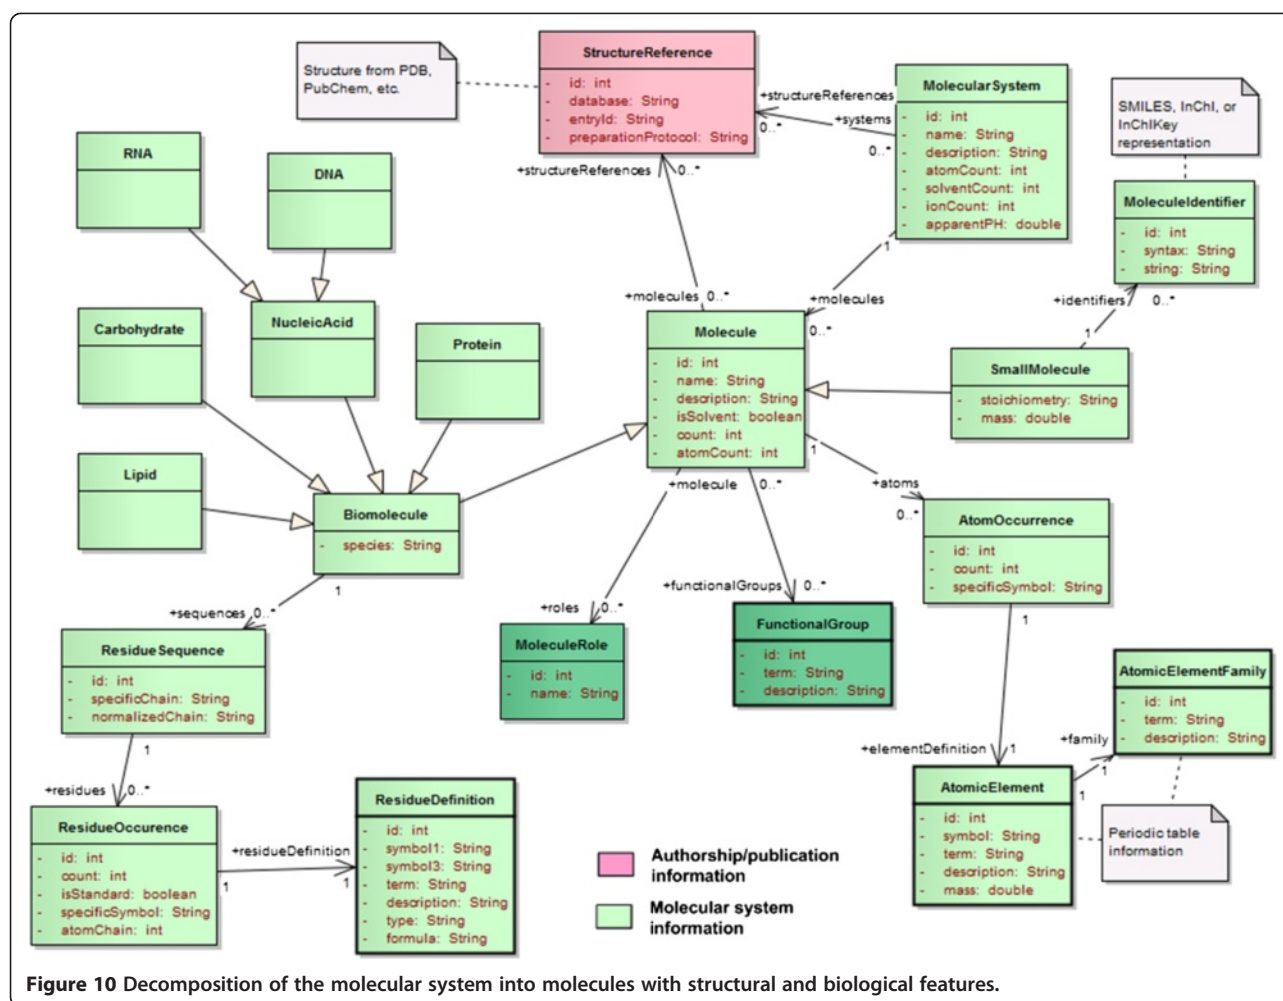 Structure from PDB,
PubChem, etc.
StructureReference
- id: int
- database: String
- entryId: String
- preparationProtocol: String
+structureReferences
+systems
0..*
0..*
MolecularSystem
- id: int
- name: String
- description: String
- atomCount: int
- solventCount: int
- ionCount: int
- apparentPH: double
SMILES, InChI, or
InChIKey
representation
RNA
DNA
+structureReferences
0..*
MoleculeIdentifier
- id: int
- syntax: String
- string: String
1
+identifiers
0..*
1
+molecules
0..*
+molecules
0..*
Carbohydrate
NucleicAcid
Protein
Molecule
- id: int
- name: String
- description: String
- isSolvent: boolean
- count: int
- atomCount: int
SmallMolecule
- stoichiometry: String
- mass: double
1
Lipid
+molecule
0..*
+atoms
0..*
Biomolecule
- species: String
AtomOccurrence
- id: int
- count: int
- specificSymbol: String
1
+sequences
0..*
+roles
0..*
+functionalGroups
0..*
1
ResidueSequence
- id: int
- specificChain: String
- normalizedChain: String
MoleculeRole
- id: int
- name: String
FunctionalGroup
- id: int
- term: String
- description: String
AtomicElementFamily
- id: int
- term: String
- description: String
1
+residues
0..*
+elementDefinition
1
+family
1
1
ResidueOccurence
- id: int
- count: int
- isStandard: boolean
- specificSymbol: String
- atomChain: int
+residueDefinition
1
1
ResidueDefinition
- id: int
- symbol1: String
- symbol3: String
- term: String
- description: String
- type: String
- formula: String
AtomicElement
- id: int
- symbol: String
- term: String
- description: String
- mass: double
Periodic table
information
Authorship/publication
information
Molecular system
information
Figure 10 Decomposition of the molecular system into molecules with structural and biological features.